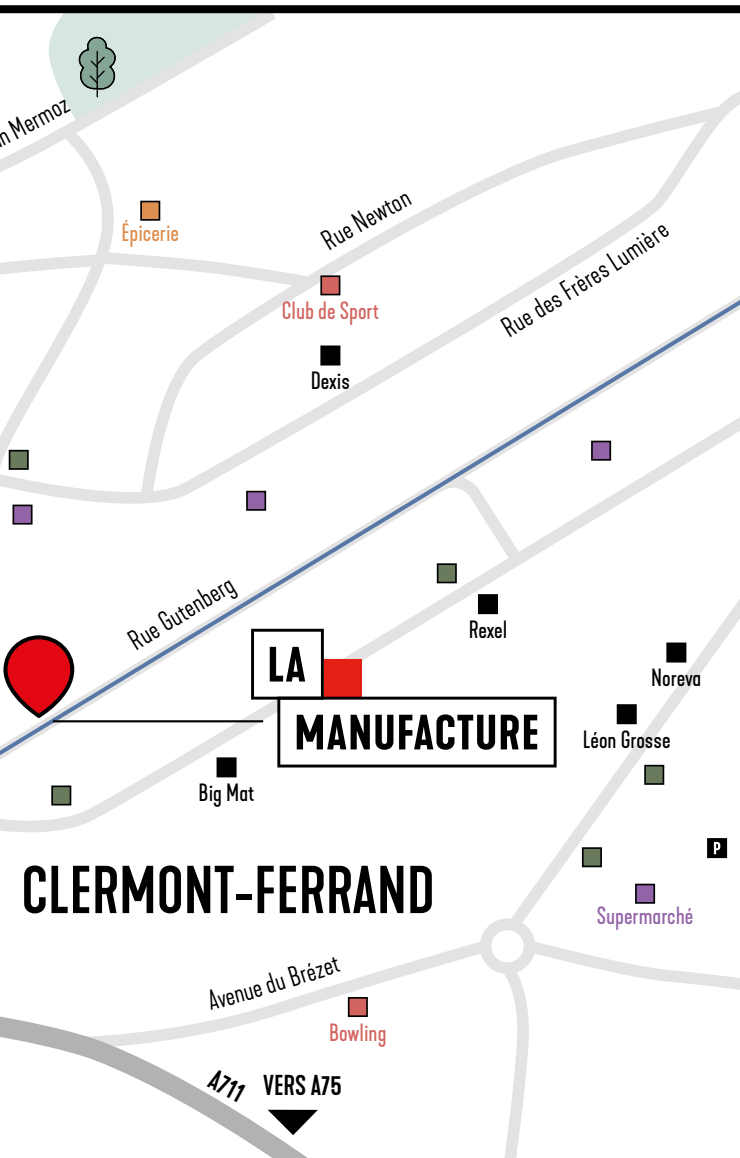 n Mermoz
Épicerie
Rue Newton
Club de Sport
Rue des Frères Lumière
Dexis
Rue Gutenberg
Rexel
LA
MANUFACTURE
Noreva
Léon Grosse
Big Mat
P
CLERMONT-FERRAND
Supermarché
Avenue du Brézet
Bowling
A711
VERS A75